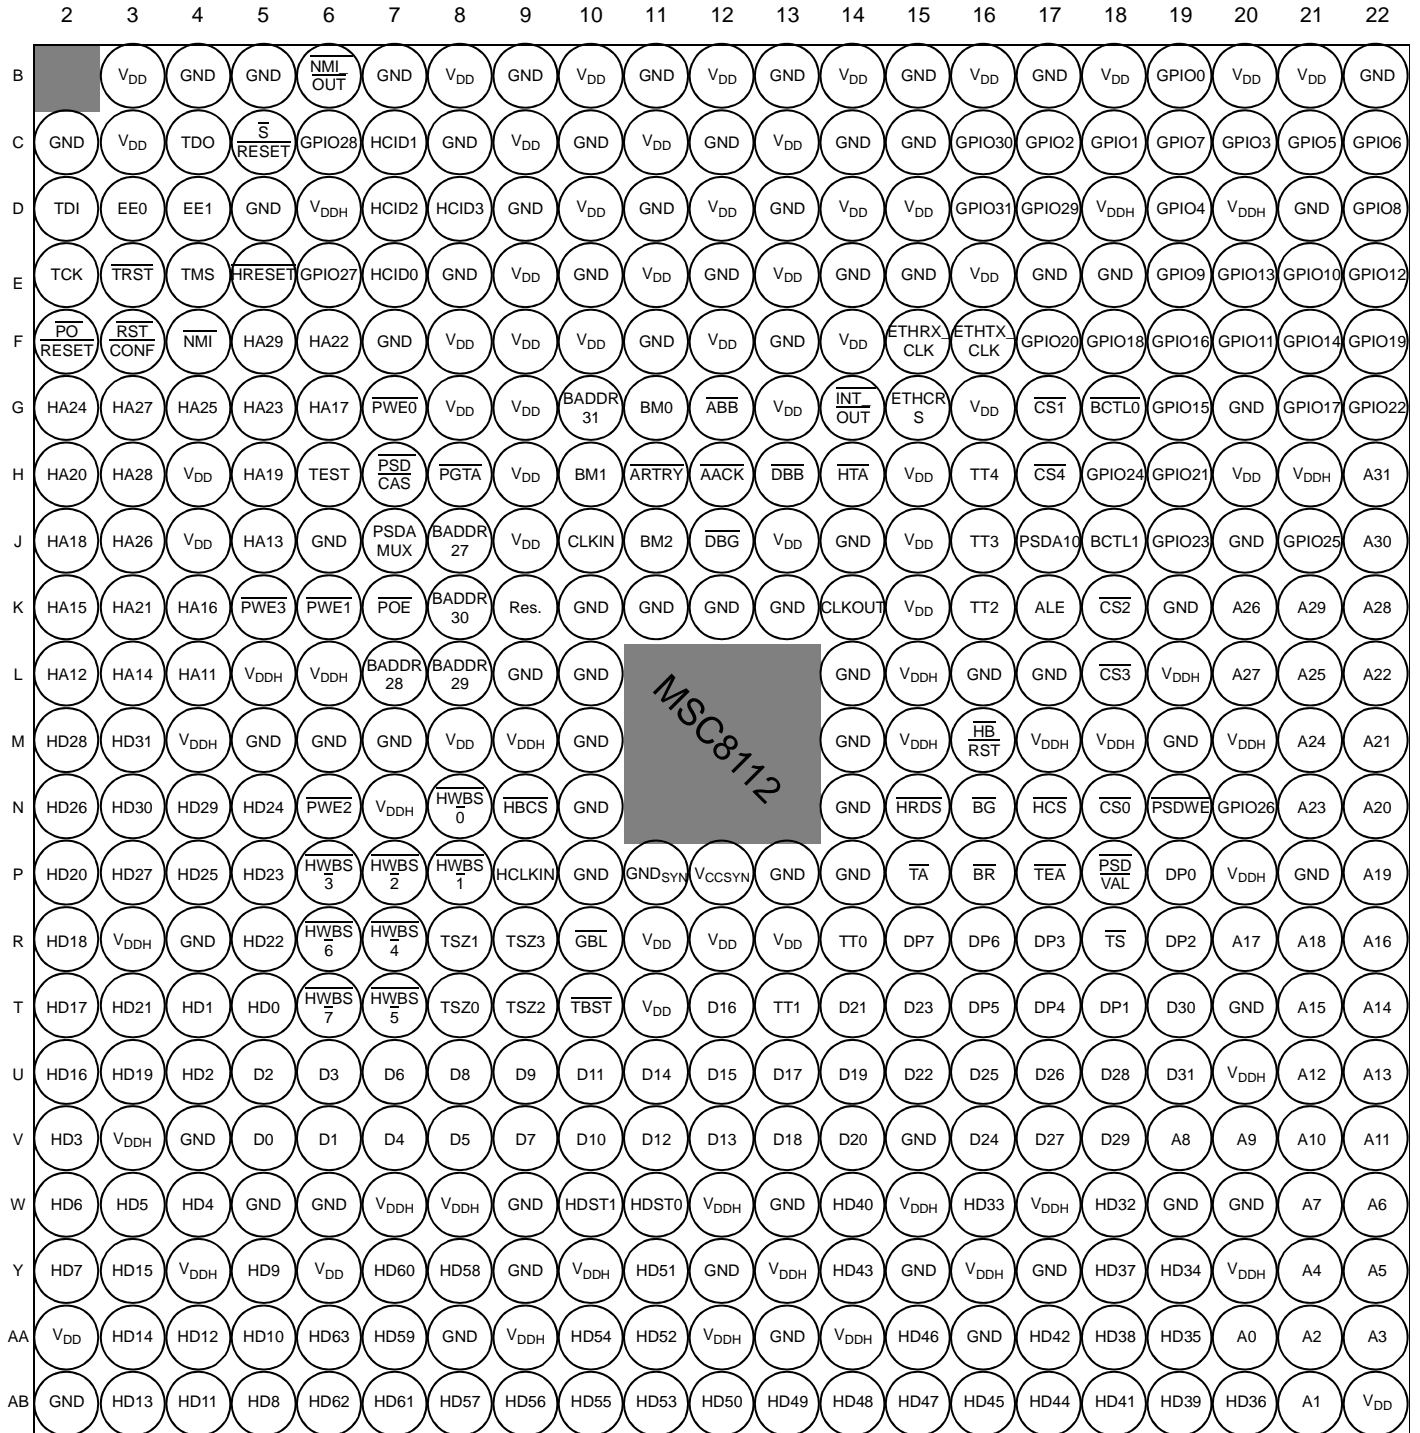 2 3 4 5 6 7 8 9 10 11 12 13 14 15 16 17 18 19 20 21 22
B VDD GND GND NMI_OUT GND VDD GND VDD GND VDD GND VDD GND VDD GND VDD GPIO0 VDD VDD GND
C GND VDD TDO SRESET GPIO28 HCID1 GND VDD GND VDD GND VDD GND GND GPIO30 GPIO2 GPIO1 GPIO7 GPIO3 GPIO5 GPIO6
D TDI EE0 EE1 GND VDDH HCID2 HCID3 GND VDD GND VDD GND VDD VDD GPIO31 GPIO29 VDDH GPIO4 VDDH GND GPIO8
E TCK TRST TMS HRESET GPIO27 HCID0 GND VDD GND VDD GND VDD GND GND VDD GND GND GPIO9 GPIO13 GPIO10 GPIO12
F PO RESET RST CONF NMI HA29 HA22 GND VDD VDD VDD GND VDD GND VDD ETHRX_CLK ETHTX_CLK GPIO20 GPIO18 GPIO16 GPIO11 GPIO14 GPIO19
G HA24 HA27 HA25 HA23 HA17 PWE0 VDD VDD BADDR 31 BM0 ABB VDD INT_OUT ETHCR S VDD CS1 BCTL0 GPIO15 GND GPIO17 GPIO22
H HA20 HA28 VDD HA19 TEST PSD CAS PGTA VDD BM1 ARTRY AACK DBB HTA VDD TT4 CS4 GPIO24 GPIO21 VDD VDDH A31
J HA18 HA26 VDD HA13 GND PSDA MUX BADDR 27 VDD CLKIN BM2 DBG VDD GND VDD TT3 PSDA10 BCTL1 GPIO23 GND GPIO25 A30
K HA15 HA21 HA16 PWE3 PWE1 POE BADDR 30 Res. GND GND GND GND CLKOUT VDD TT2 ALE CS2 GND A26 A29 A28
L HA12 HA14 HA11 VDDH VDDH BADDR 28 BADDR 29 GND GND GND VDDH GND GND CS3 VDDH A27 A25 A22
MSC8112
M HD28 HD31 VDDH GND GND GND VDD VDDH GND GND VDDH HB RST VDDH VDDH GND VDDH A24 A21
N HD26 HD30 HD29 HD24 PWE2 VDDH HWBS 0 HBCS GND GND HRDS BG HCS CS0 PSDWE GPIO26 A23 A20
P HD20 HD27 HD25 HD23 HWBS 3 HWBS 2 HWBS 1 HCLKIN GND GNDSYN VCCSYN GND GND TA BR TEA PSD VAL DP0 VDDH GND A19
R HD18 VDDH GND HD22 HWBS 6 HWBS 4 TSZ1 TSZ3 GBL VDD VDD VDD TT0 DP7 DP6 DP3 TS DP2 A17 A18 A16
T HD17 HD21 HD1 HD0 HWBS 7 HWBS 5 TSZ0 TSZ2 TBST VDD D16 TT1 D21 D23 DP5 DP4 DP1 D30 GND A15 A14
U HD16 HD19 HD2 D2 D3 D6 D8 D9 D11 D14 D15 D17 D19 D22 D25 D26 D28 D31 VDDH A12 A13
V HD3 VDDH GND D0 D1 D4 D5 D7 D10 D12 D13 D18 D20 GND D24 D27 D29 A8 A9 A10 A11
W HD6 HD5 HD4 GND GND VDDH VDDH GND HDST1 HDST0 VDDH GND HD40 VDDH HD33 VDDH HD32 GND GND A7 A6
Y HD7 HD15 VDDH HD9 VDD HD60 HD58 GND VDDH HD51 GND VDDH HD43 GND VDDH GND HD37 HD34 VDDH A4 A5
AA VDD HD14 HD12 HD10 HD63 HD59 GND VDDH HD54 HD52 VDDH GND VDDH HD46 GND HD42 HD38 HD35 A0 A2 A3
AB GND HD13 HD11 HD8 HD62 HD61 HD57 HD56 HD55 HD53 HD50 HD49 HD48 HD47 HD45 HD44 HD41 HD39 HD36 A1 VDD